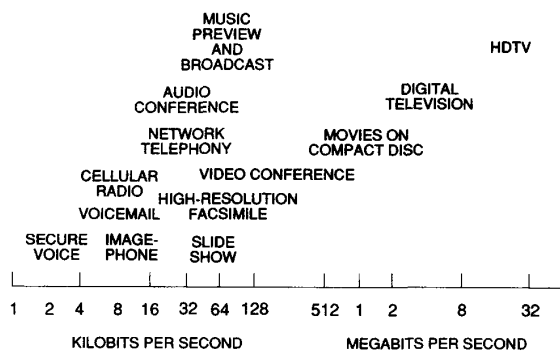 MUSIC
PREVIEW
AND
BROADCAST
HDTV
AUDIO
CONFERENCE
DIGITAL
TELEVISION
NETWORK
TELEPHONY
MOVIES ON
COMPACT DISC
CELLULAR
RADIO
VIDEO CONFERENCE
VOICEMAIL
HIGH-RESOLUTION
FACSIMILE
SECURE
VOICE
IMAGE-
PHONE
SLIDE
SHOW
1 2 4 8 16 32 64 128 512 1 2 8 32
KILOBITS PER SECOND MEGABITS PER SECOND